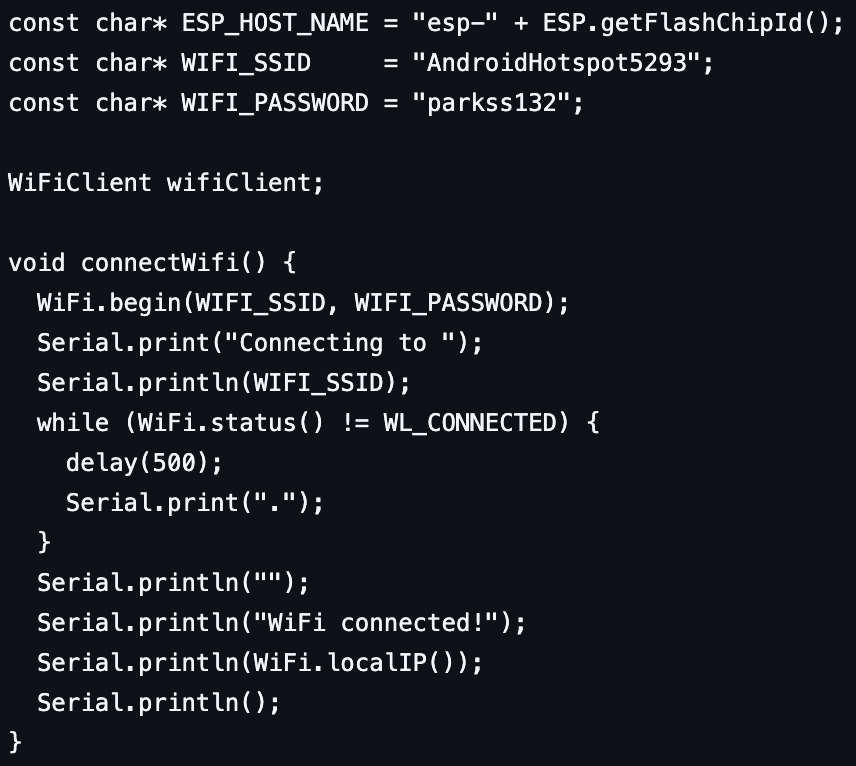 const char* ESP_HOST_NAME = "esp-" + ESP.getFlashChipId();
const char* WIFI_SSID     = "AndroidHotspot5293";
const char* WIFI_PASSWORD = "parkss132";

WiFiClient wifiClient;

void connectWifi() {
  WiFi.begin(WIFI_SSID, WIFI_PASSWORD);
  Serial.print("Connecting to ");
  Serial.println(WIFI_SSID);
  while (WiFi.status() != WL_CONNECTED) {
    delay(500);
    Serial.print(".");
  }
  Serial.println("");
  Serial.println("WiFi connected!");
  Serial.println(WiFi.localIP());
  Serial.println();
}